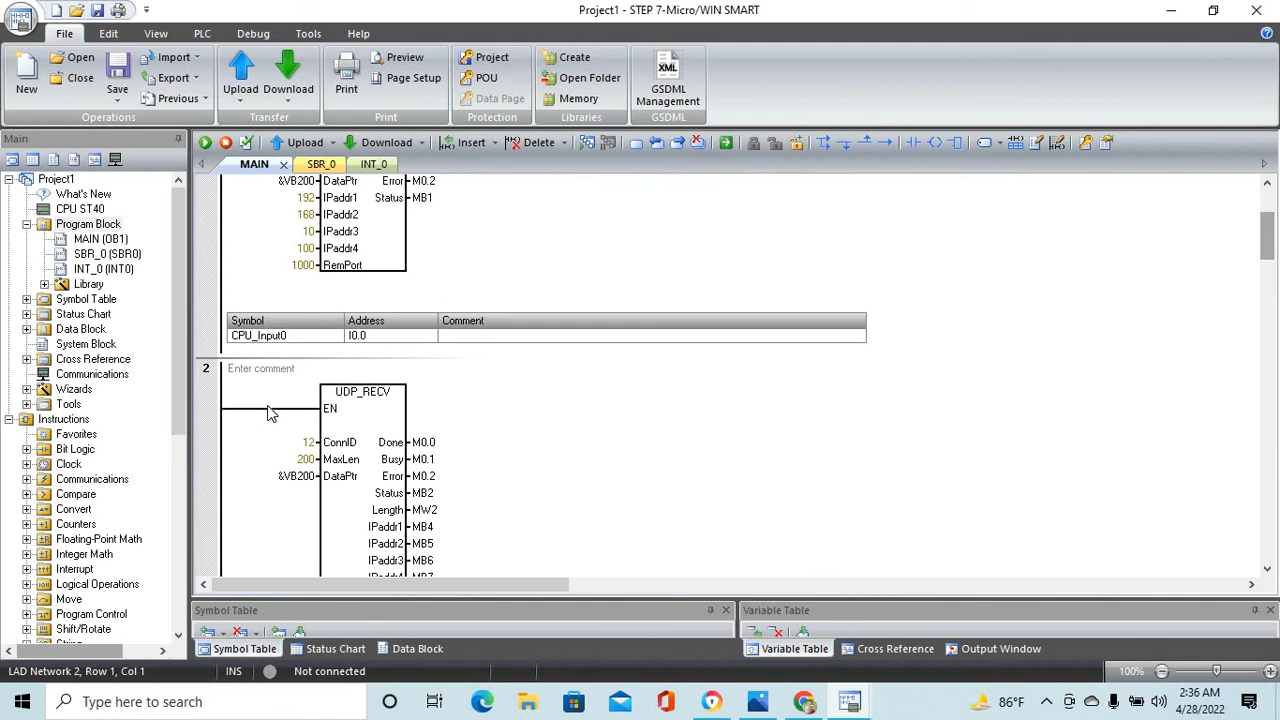 Project1 - STEP 7-Micro/WIN SMART
File Edit View PLC Debug Tools Help
New
Open
Close
Save
Import
Export
Previous
Operations
Upload
Download
Transfer
Print
Preview
Page Setup
Print
Project
POU
Data Page
Protection
Create
Open Folder
Memory
Libraries
XML
GSDML Management
GSDML
Main
Upload Download Insert Delete
MAIN SBR_0 INT_0
Project1
What's New
CPU ST40
Program Block
MAIN (OB1)
SBR_0 (SBR0)
INT_0 (INT0)
Library
Symbol Table
Status Chart
Data Block
System Block
Cross Reference
Communications
Wizards
Tools
Instructions
Favorites
Bit Logic
Clock
Communications
Compare
Convert
Counters
Floating-Point Math
Integer Math
Interrupt
Logical Operations
Move
Program Control
Shift/Rotate
&VB200 DataPtr Error M0.2
192 IPaddr1 Status MB1
168 IPaddr2
10 IPaddr3
100 IPaddr4
1000 RemPort
Symbol Address Comment
CPU_Input0 I0.0
2 Enter comment
UDP_RECV
EN
12 ConnID Done M0.0
200 MaxLen Busy M0.1
&VB200 DataPtr Error M0.2
Status MB2
Length MW2
IPaddr1 MB4
IPaddr2 MB5
IPaddr3 MB6
IPaddr4 MB7
Symbol Table
Variable Table
Symbol Table Status Chart Data Block
Variable Table Cross Reference Output Window
LAD Network 2, Row 1, Col 1 INS Not connected 100%
Type here to search
86°F
2:36 AM
4/28/2022